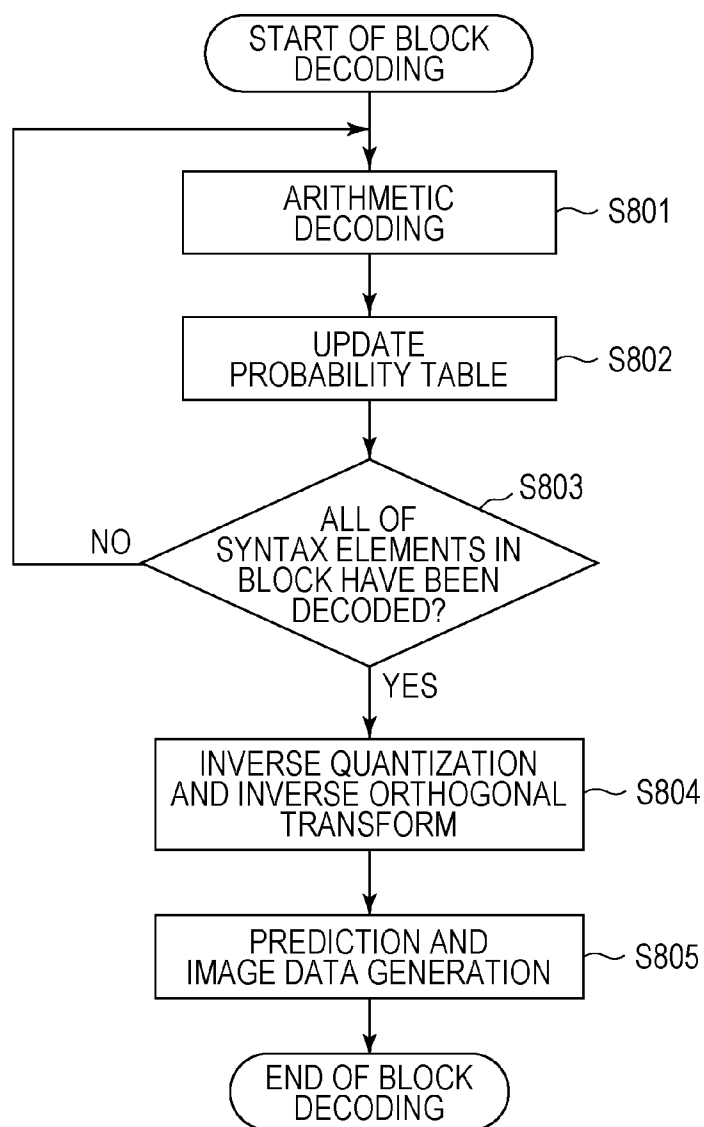 START OF BLOCK
DECODING
ARITHMETIC
DECODING
S801
UPDATE
PROBABILITY TABLE
S802
S803
ALL OF
SYNTAX ELEMENTS IN
BLOCK HAVE BEEN
DECODED?
NO
YES
INVERSE QUANTIZATION
AND INVERSE ORTHOGONAL
TRANSFORM
S804
PREDICTION AND
IMAGE DATA GENERATION
S805
END OF BLOCK
DECODING